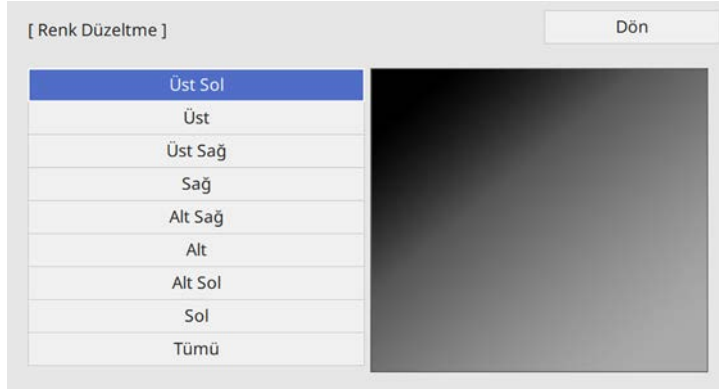 [ Renk Düzeltme ]
Dön
Üst Sol
Üst
Üst Sağ
Sağ
Alt Sağ
Alt
Alt Sol
Sol
Tümü